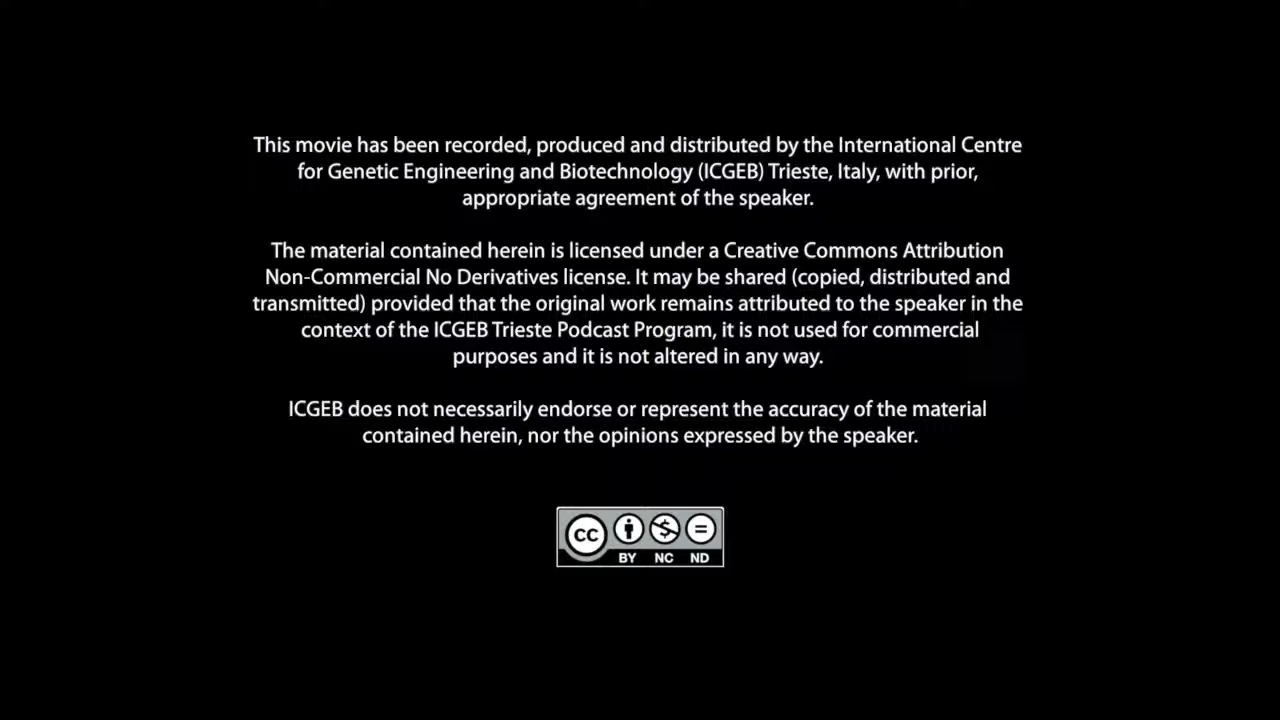 This movie has been recorded, produced and distributed by the International Centre
for Genetic Engineering and Biotechnology (ICGEB) Trieste, Italy, with prior,
appropriate agreement of the speaker.
The material contained herein is licensed under a Creative Commons Attribution
Non-Commercial No Derivatives license. It may be shared (copied, distributed and
transmitted) provided that the original work remains attributed to the speaker in the
context of the ICGEB Trieste Podcast Program, it is not used for commercial
purposes and it is not altered in any way.
ICGEB does not necessarily endorse or represent the accuracy of the material
contained herein, nor the opinions expressed by the speaker.
CC $ =
BY NC ND